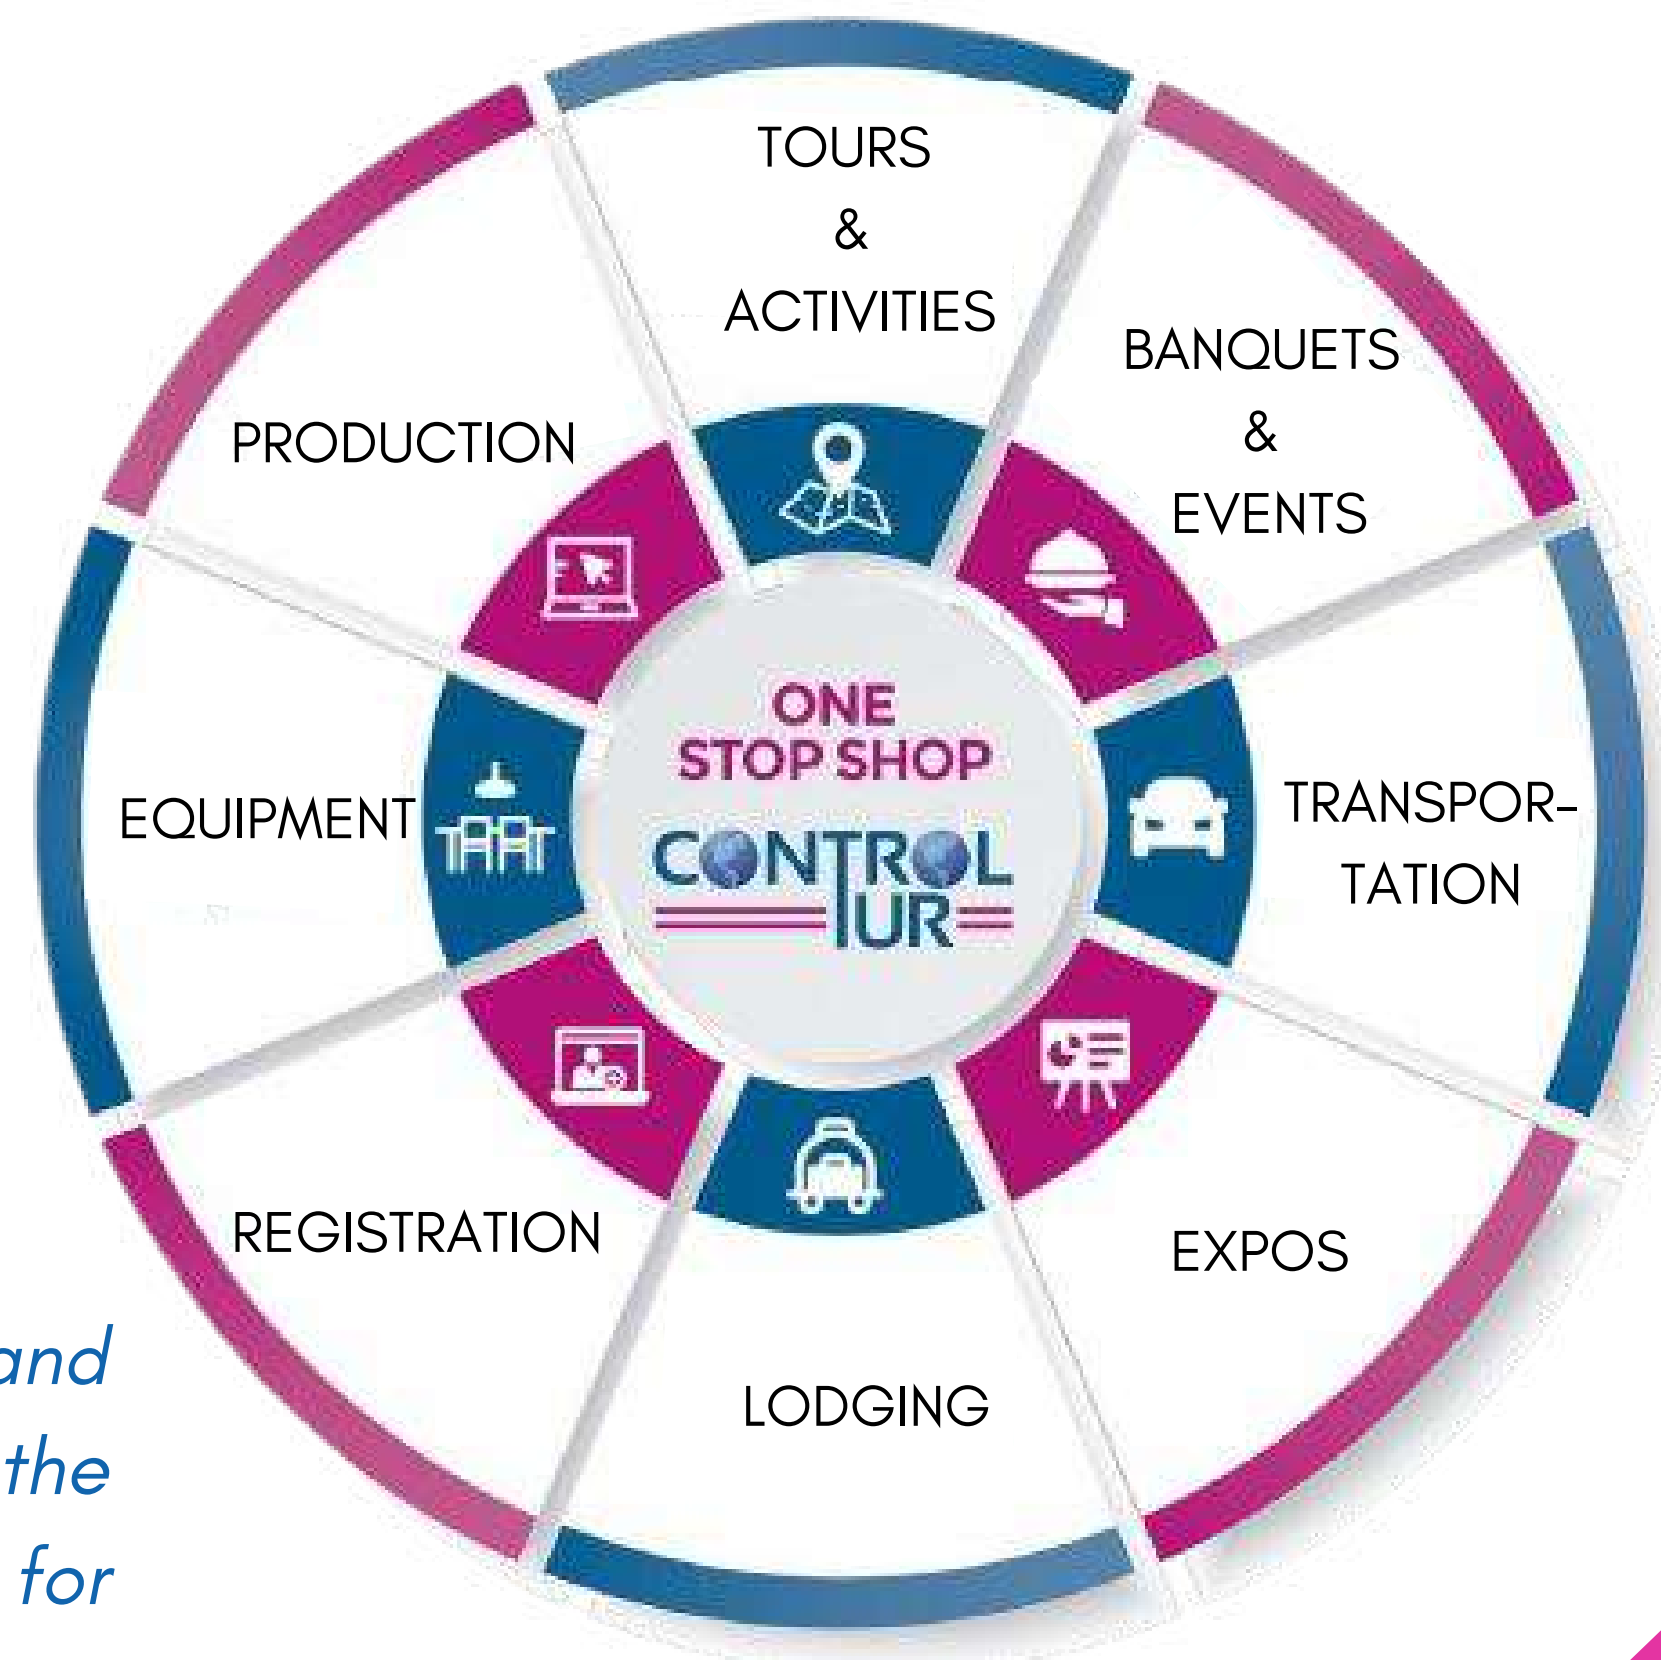 TOURS
&
ACTIVITIES
BANQUETS
&
EVENTS
PRODUCTION
ONE
STOP SHOP
CONTROL
TUR
EQUIPMENT
TRANSPOR-
TATION
REGISTRATION
EXPOS
LODGING
and
the
for